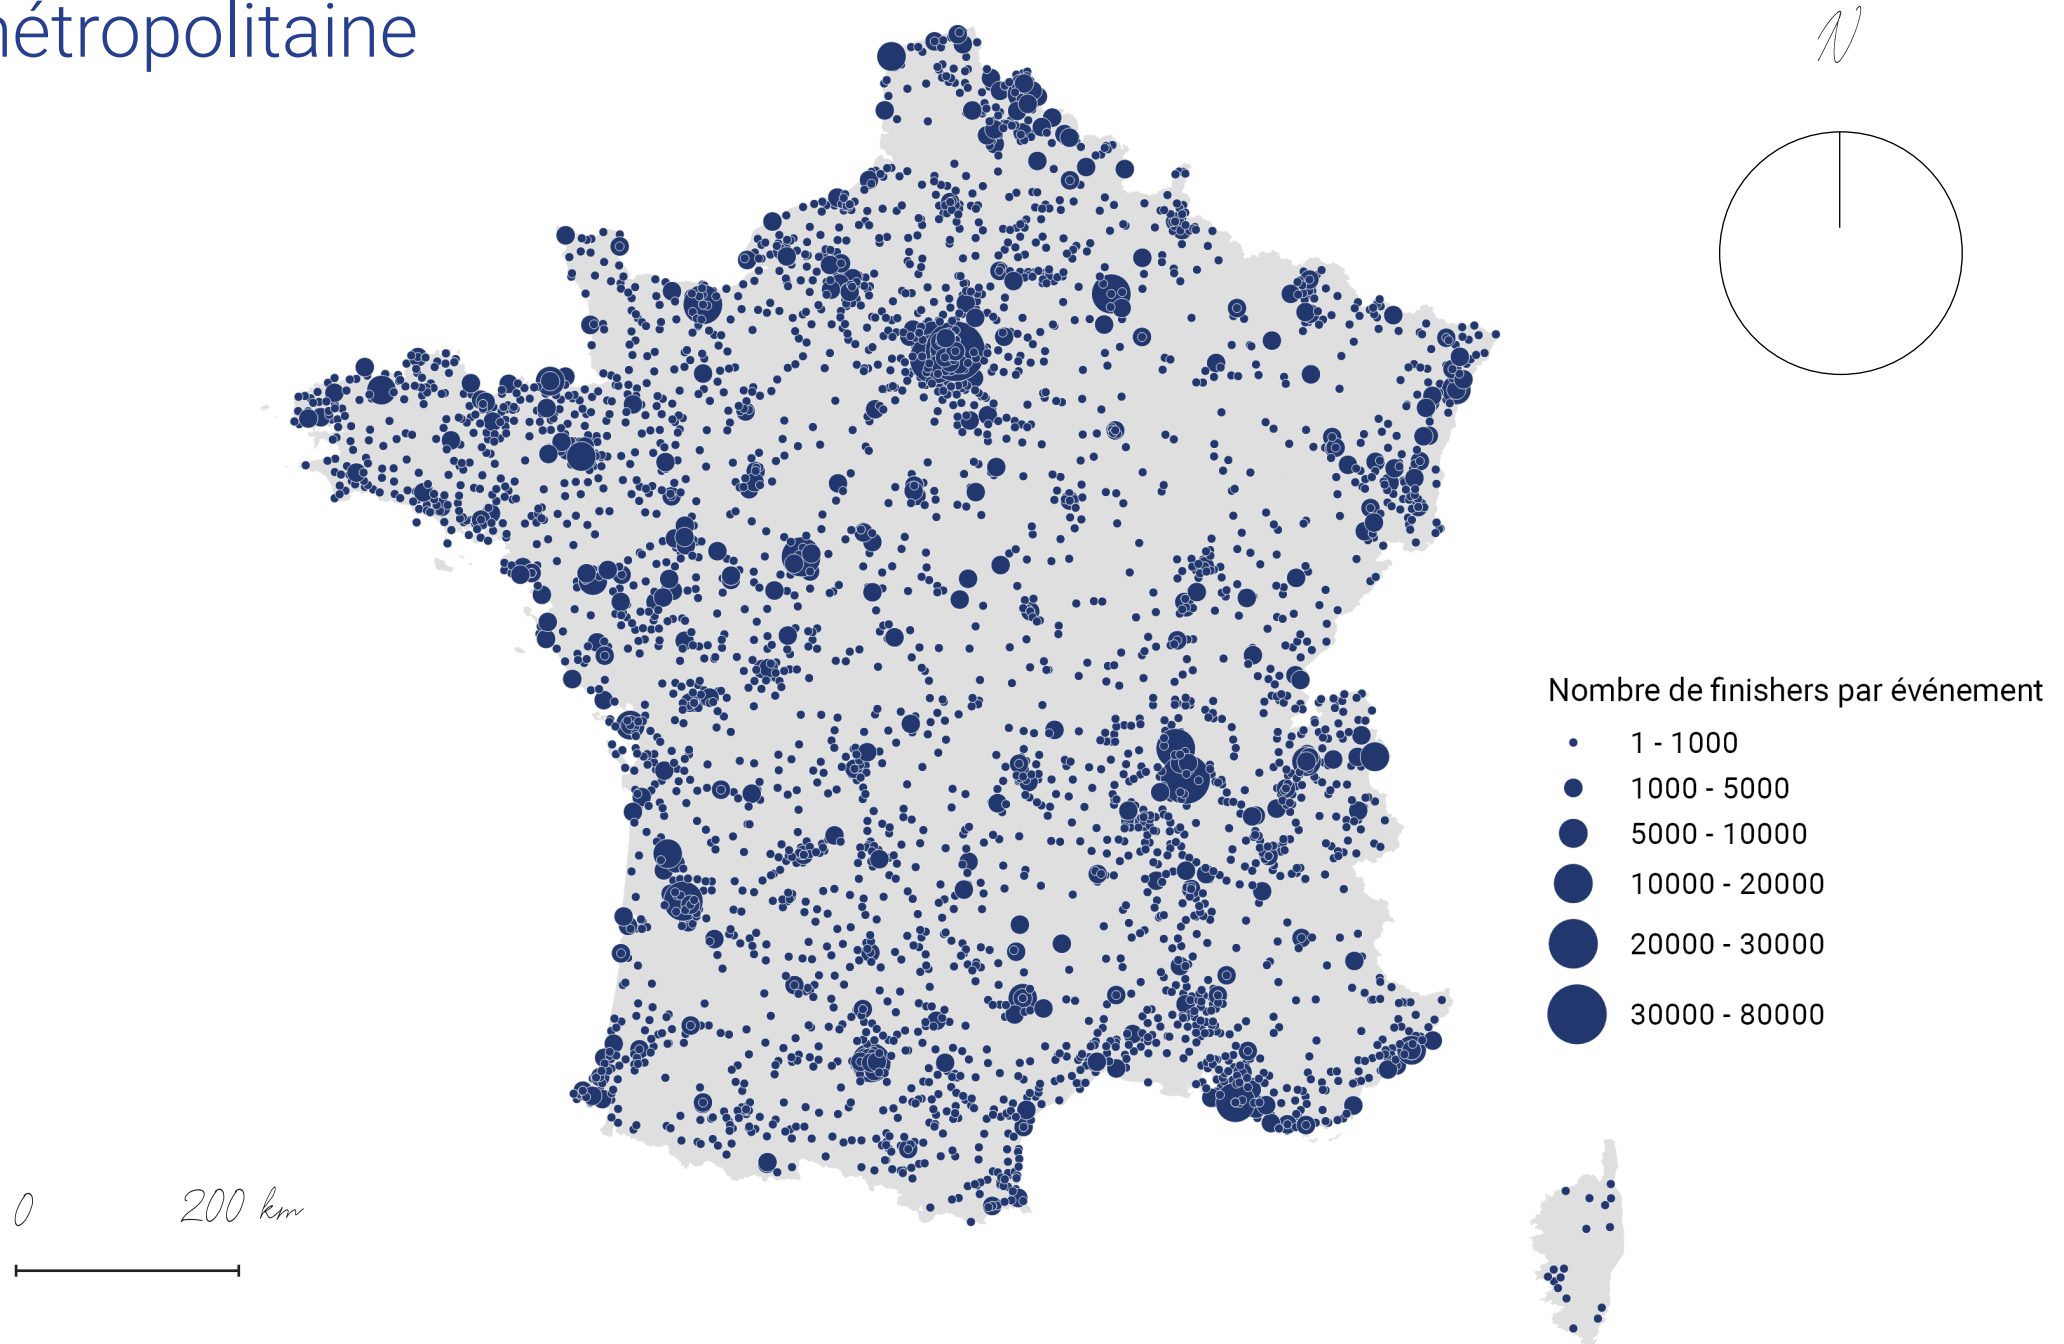 métropolitaine
N
Nombre de finishers par événement
1 - 1000
1000 - 5000
5000 - 10000
10000 - 20000
20000 - 30000
30000 - 80000
0 200 km